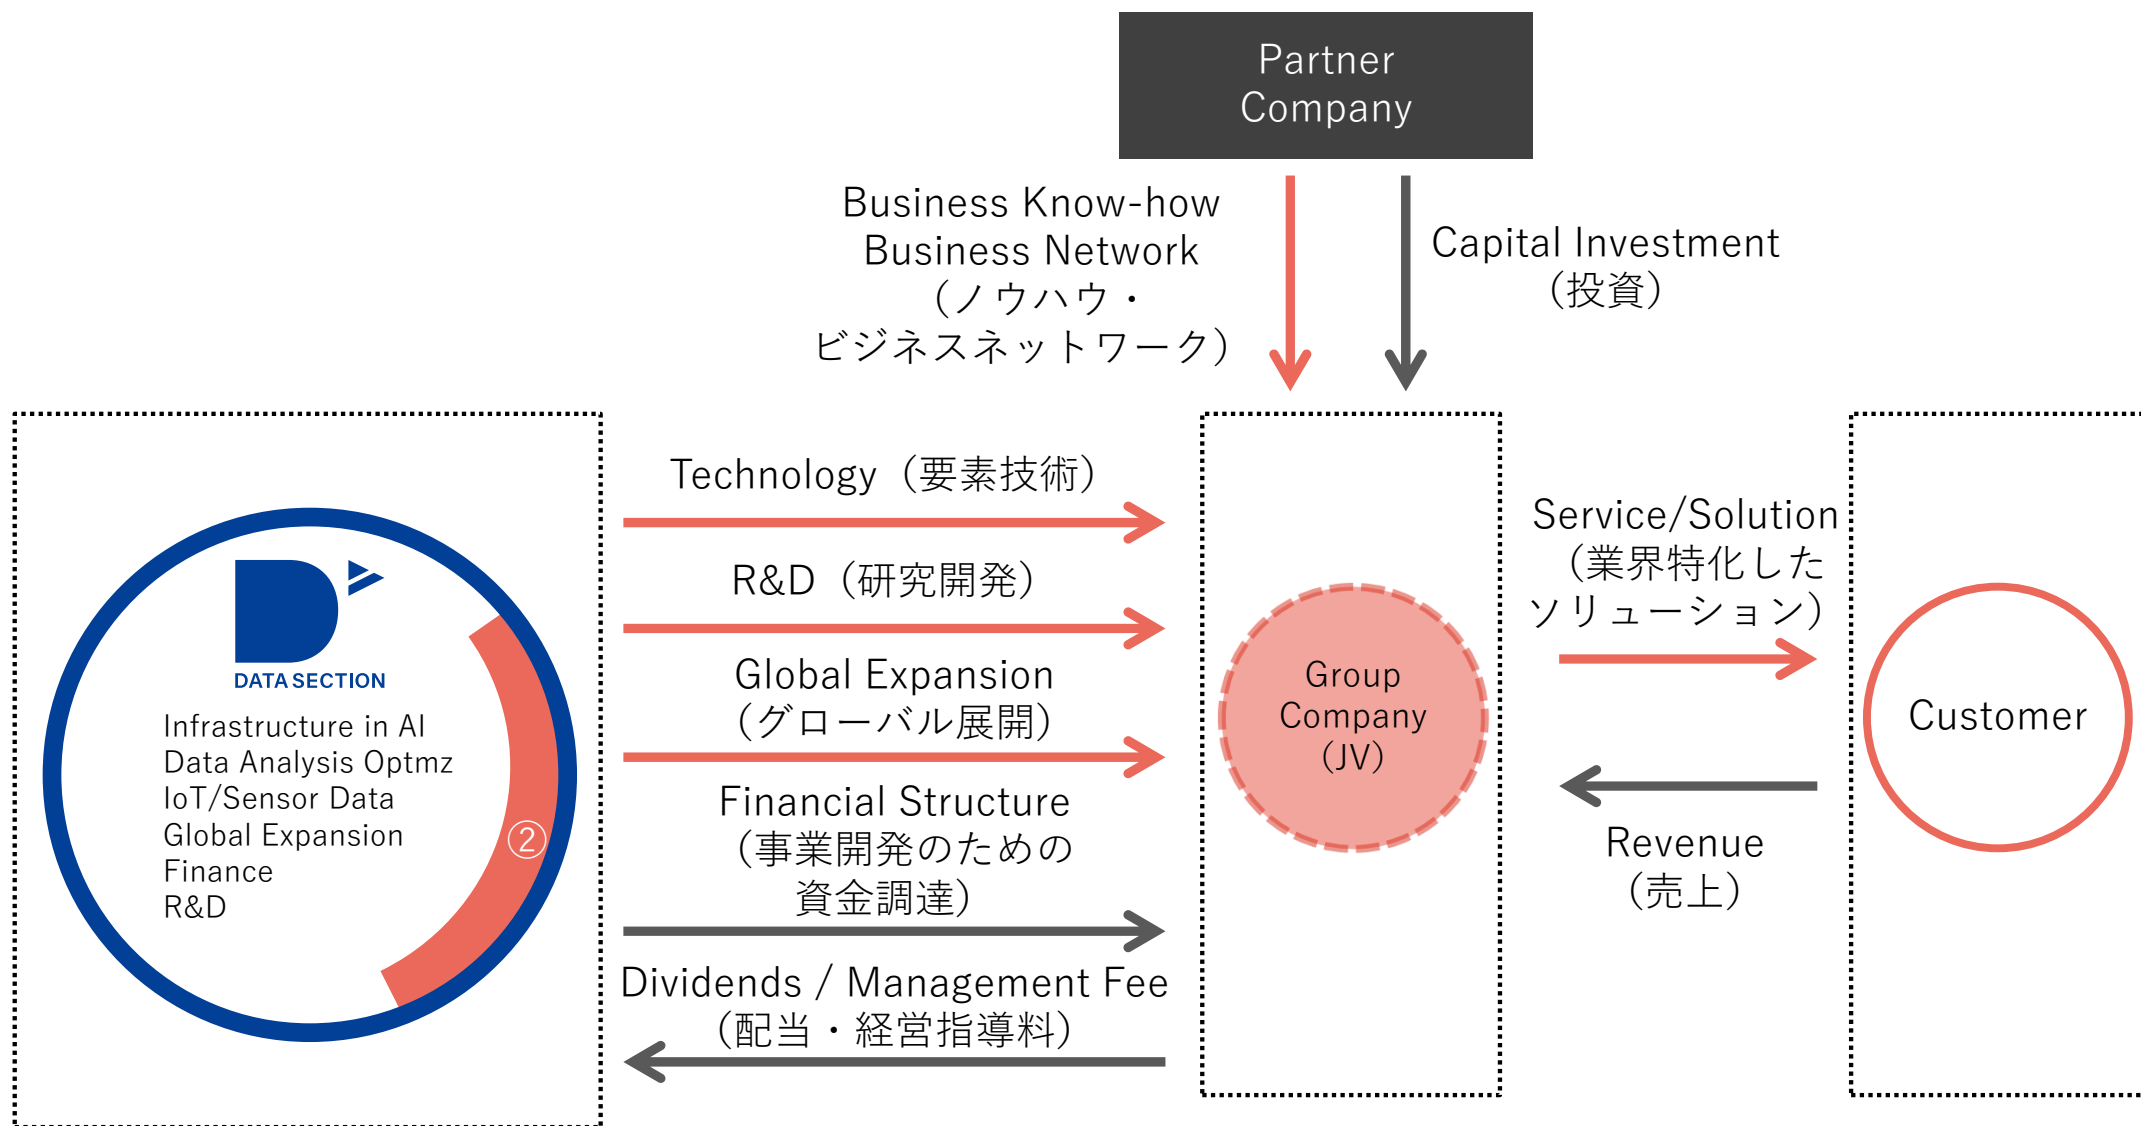 Partner
Company
Business Know-how
Business Network
（ノウハウ・
ビジネスネットワーク）
Capital Investment
（投資）
DATA SECTION
Infrastructure in AI
Data Analysis Optmz
IoT/Sensor Data
Global Expansion
Finance
R&D
②
Technology（要素技術）
R&D（研究開発）
Global Expansion
（グローバル展開）
Financial Structure
（事業開発のための
資金調達）
Dividends / Management Fee
（配当・経営指導料）
Group
Company
(JV)
Service/Solution
（業界特化した
ソリューション）
Revenue
（売上）
Customer